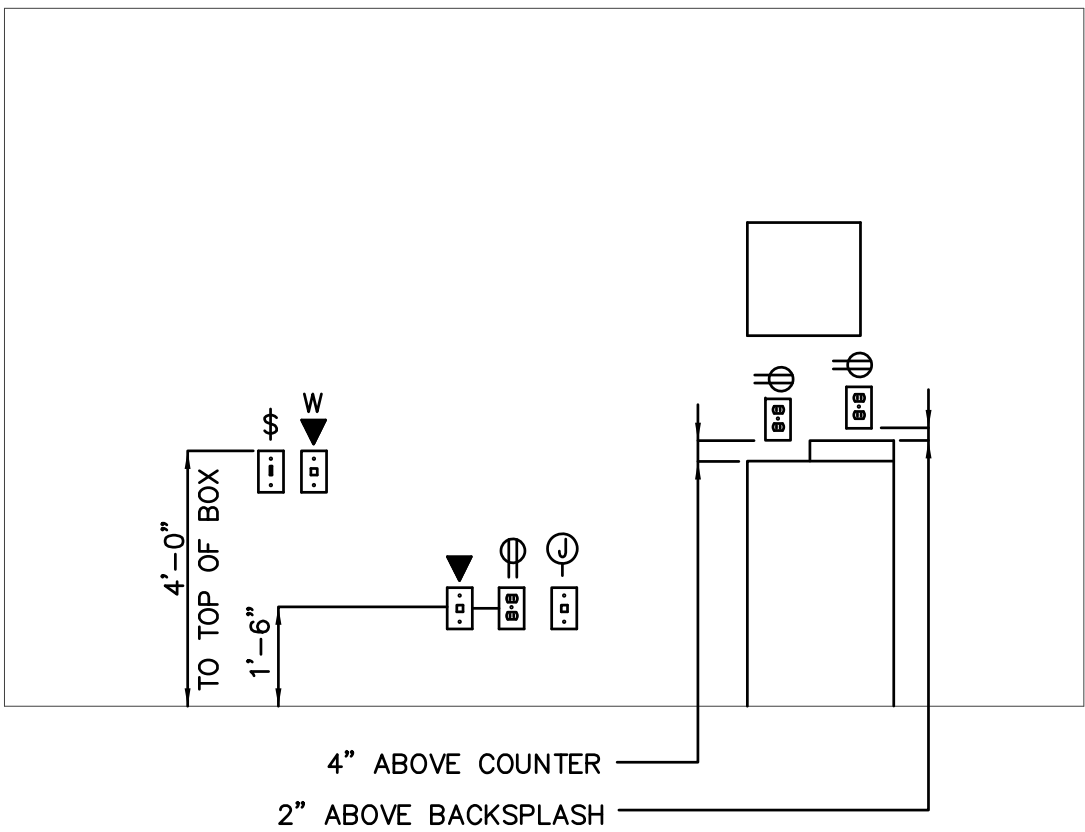 W
$
4'-0"
TO TOP OF BOX
J
1'-6"
4" ABOVE COUNTER
2" ABOVE BACKSPLASH